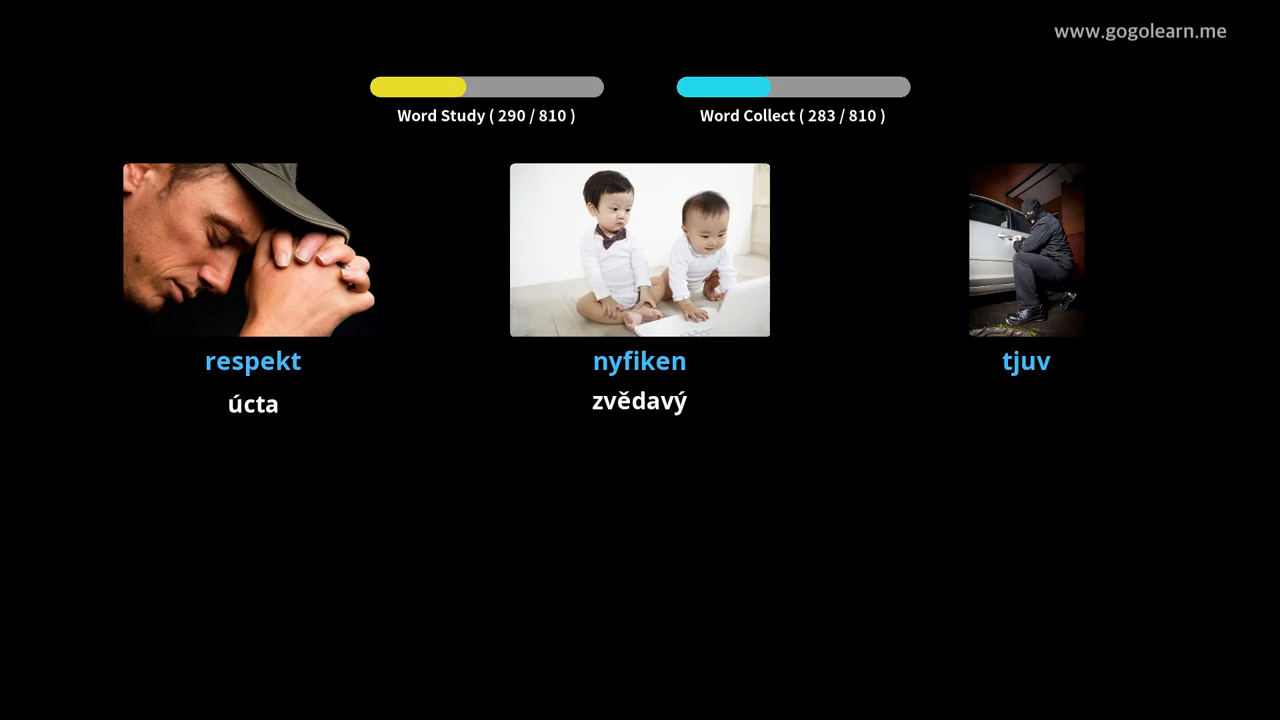 www.gogolearn.me
Word Study ( 290 / 810 )
Word Collect ( 283 / 810 )
respekt
nyfiken
tjuv
úcta
zvědavý